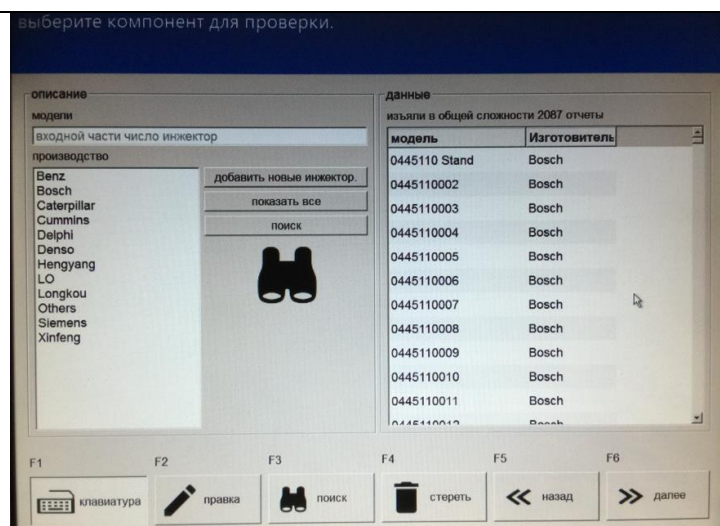 выберите компонент для проверки.
описание
модели
входной части число инжектор
производство
Benz
Bosch
Caterpillar
Cummins
Delphi
Denso
Hengyang
LO
Longkou
Others
Siemens
Xinfeng
добавить новые инжектор.
показать все
поиск
данные
изъяли в общей сложности 2087 отчеты
модель Изготовитель
0445110 Stand Bosch
0445110002 Bosch
0445110003 Bosch
0445110004 Bosch
0445110005 Bosch
0445110006 Bosch
0445110007 Bosch
0445110008 Bosch
0445110009 Bosch
0445110010 Bosch
0445110011 Bosch
0445110012 Bosch
F1 F2 F3 F4 F5 F6
клавиатура правка поиск стереть назад далее